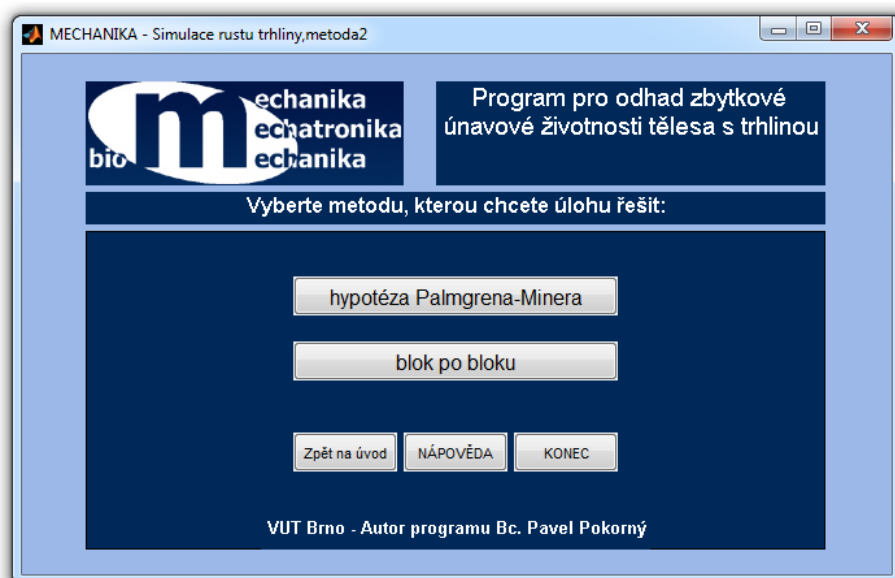 MECHANIKA - Simulace rustu trhliny,metoda2
echanika
echatronika
bio m echanika
Program pro odhad zbytkové
únavové životnosti tělesa s trhlinou
Vyberte metodu, kterou chcete úlohu řešit:
hypotéza Palmgrena-Minera
blok po bloku
Zpět na úvod NÁPOVĚDA KONEC
VUT Brno - Autor programu Bc. Pavel Pokorný